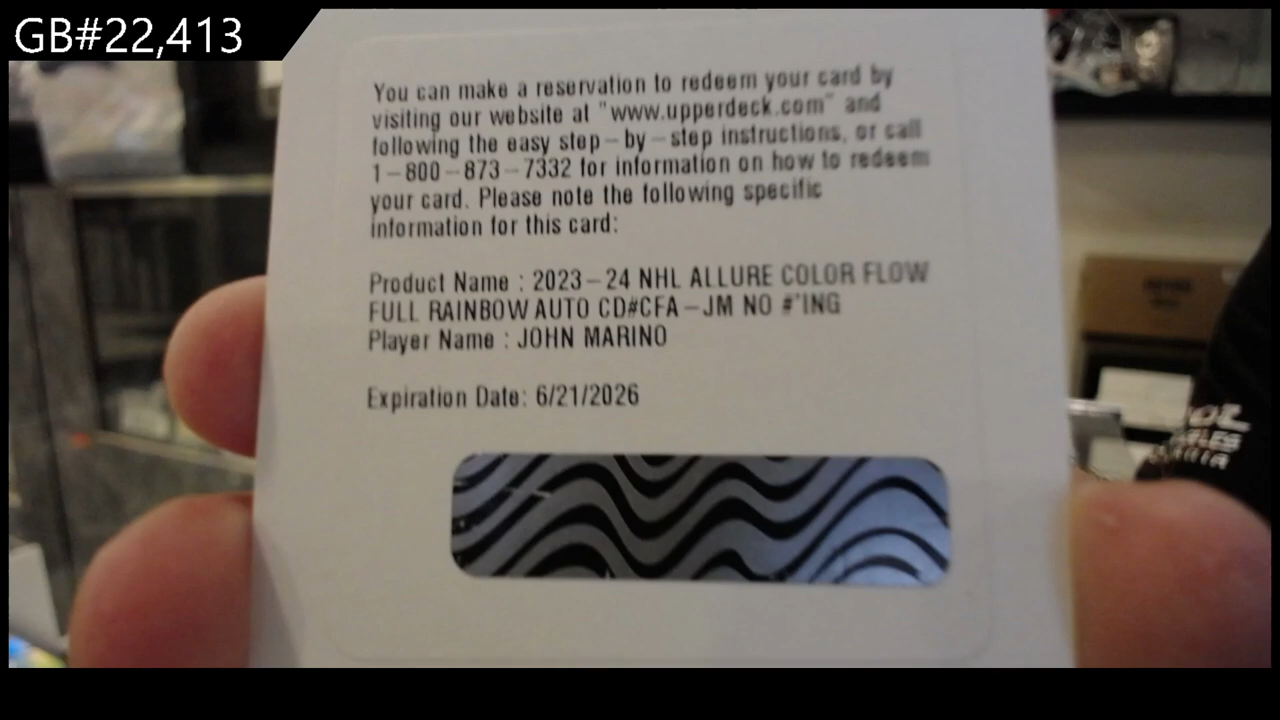 GB#22,413
You can make a reservation to redeem your card by
visiting our website at "www.upperdeck.com" and
following the easy step-by-step instructions, or call
1-800-873-7332 for information on how to redeem
your card. Please note the following specific
information for this card:
Product Name : 2023-24 NHL ALLURE COLOR FLOW
FULL RAINBOW AUTO CD#CFA-JM NO #'ING
Player Name : JOHN MARINO
Expiration Date: 6/21/2026